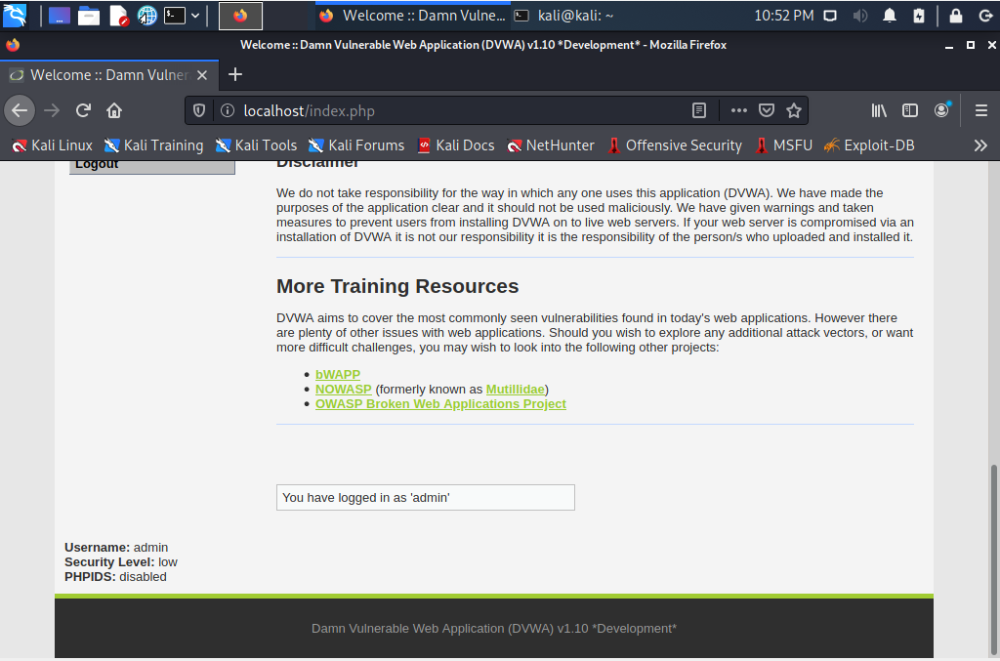 Welcome :: Damn Vulne...
kali@kali: ~
10:52 PM
Welcome :: Damn Vulnerable Web Application (DVWA) v1.10 *Development* - Mozilla Firefox
Welcome :: Damn Vulner
localhost/index.php
Kali Linux
Kali Training
Kali Tools
Kali Forums
Kali Docs
NetHunter
Offensive Security
MSFU
Exploit-DB
Logout
Disclaimer
We do not take responsibility for the way in which any one uses this application (DVWA). We have made the
purposes of the application clear and it should not be used maliciously. We have given warnings and taken
measures to prevent users from installing DVWA on to live web servers. If your web server is compromised via an
installation of DVWA it is not our responsibility it is the responsibility of the person/s who uploaded and installed it.
More Training Resources
DVWA aims to cover the most commonly seen vulnerabilities found in today's web applications. However there
are plenty of other issues with web applications. Should you wish to explore any additional attack vectors, or want
more difficult challenges, you may wish to look into the following other projects:
• bWAPP
• NOWASP (formerly known as Mutillidae)
• OWASP Broken Web Applications Project
You have logged in as 'admin'
Username: admin
Security Level: low
PHPIDS: disabled
Damn Vulnerable Web Application (DVWA) v1.10 *Development*